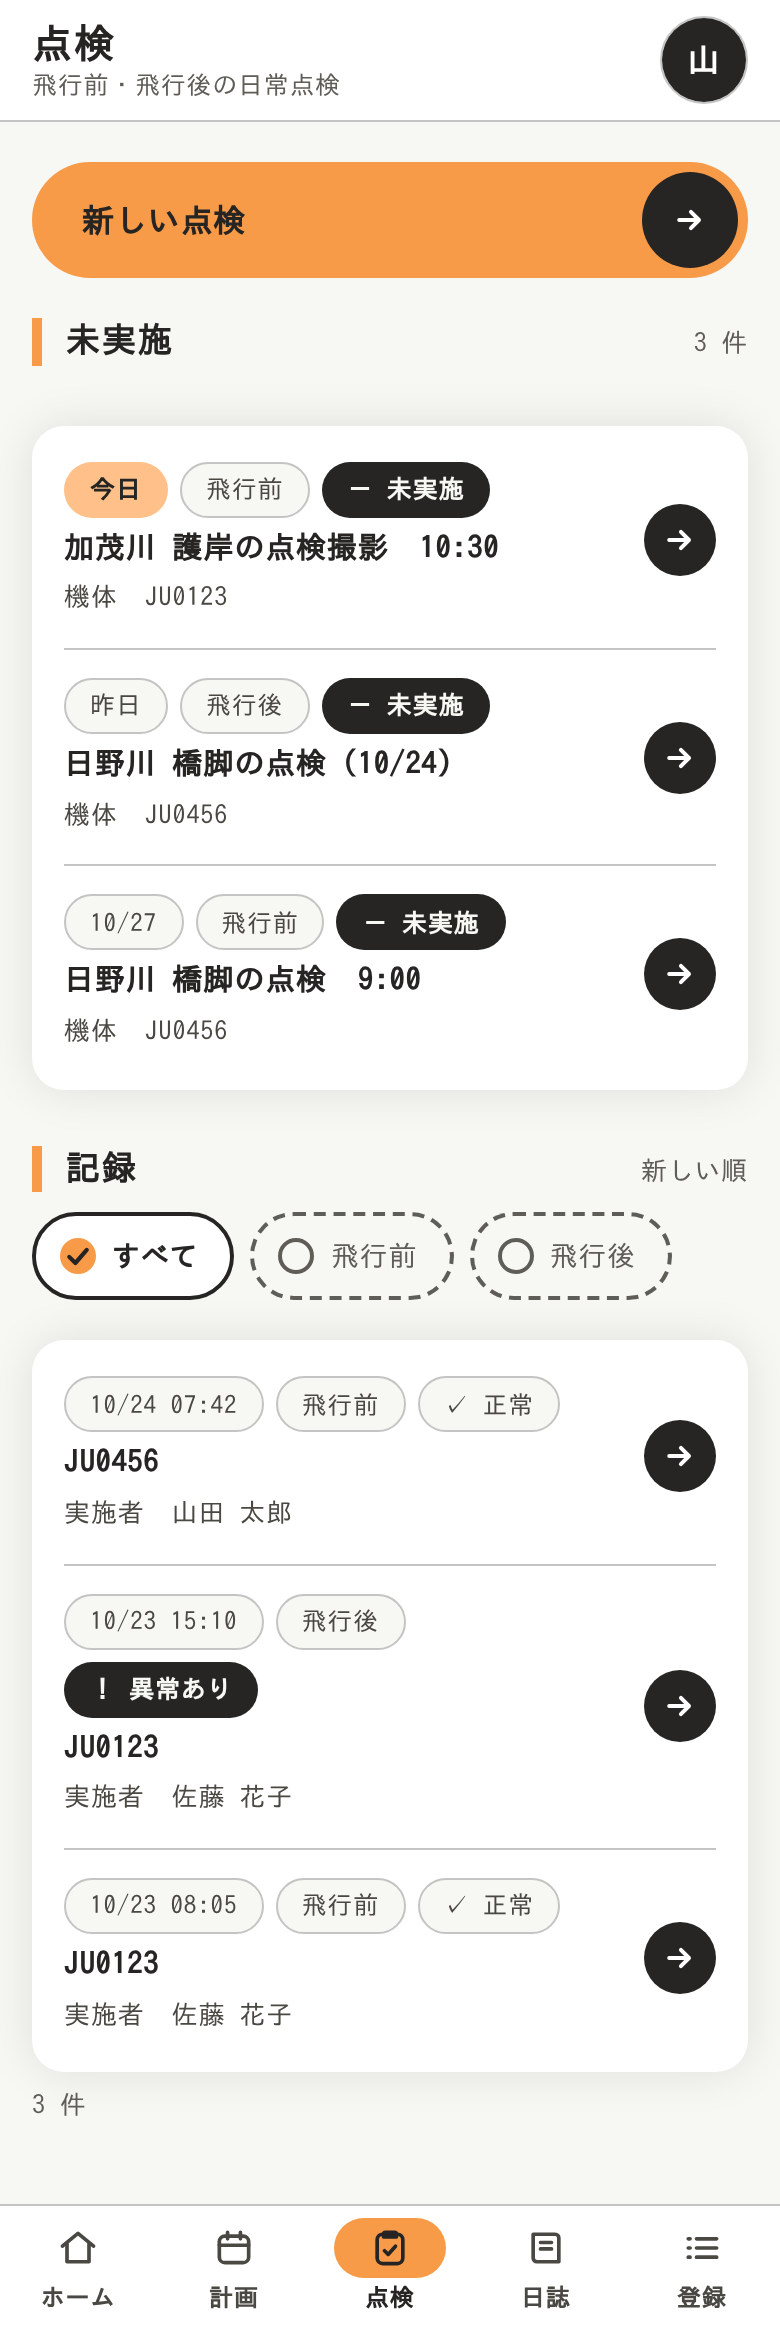 点検
飛行前・飛行後の日常点検
山
新しい点検
未実施
3 件
今日 飛行前 － 未実施
加茂川 護岸の点検撮影　10:30
機体　JU0123
昨日 飛行後 － 未実施
日野川 橋脚の点検（10/24）
機体　JU0456
10/27 飛行前 － 未実施
日野川 橋脚の点検　9:00
機体　JU0456
記録
新しい順
すべて 飛行前 飛行後
10/24 07:42 飛行前 ✓ 正常
JU0456
実施者　山田 太郎
10/23 15:10 飛行後
！ 異常あり
JU0123
実施者　佐藤 花子
10/23 08:05 飛行前 ✓ 正常
JU0123
実施者　佐藤 花子
3 件
ホーム 計画 点検 日誌 登録